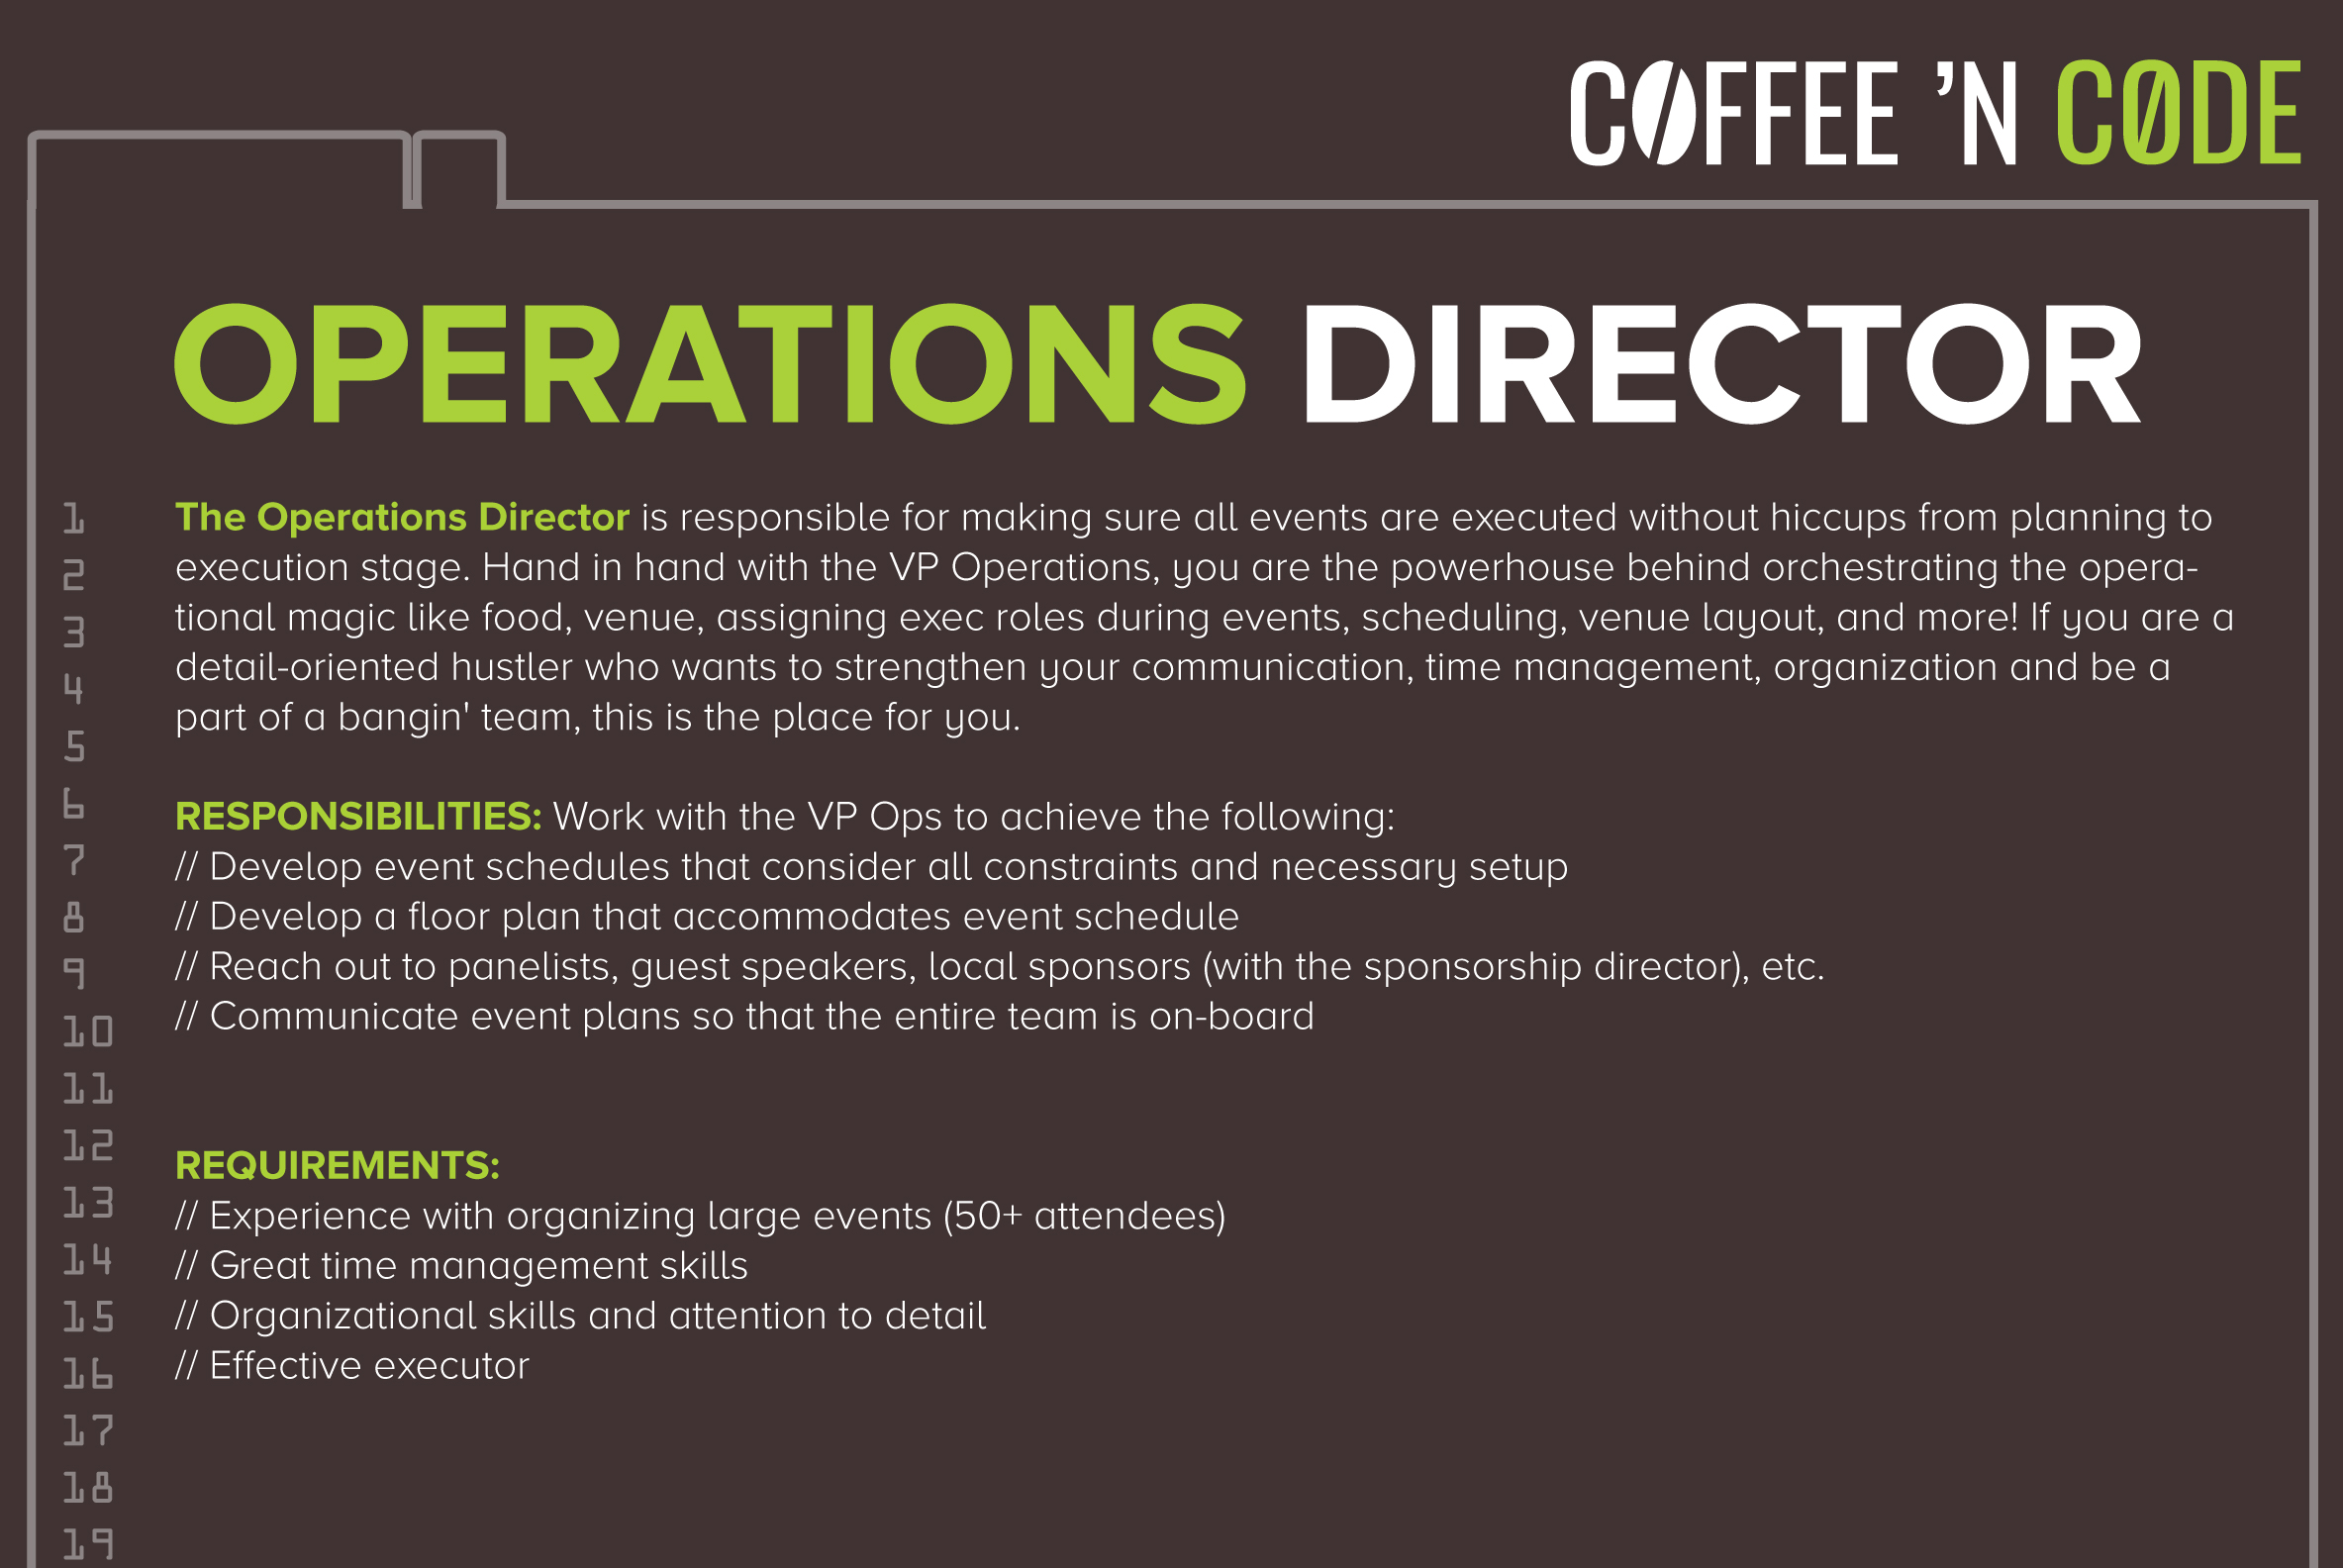 COFFEE 'N CODE
OPERATIONS DIRECTOR
1 The Operations Director is responsible for making sure all events are executed without hiccups from planning to
2 execution stage. Hand in hand with the VP Operations, you are the powerhouse behind orchestrating the opera-
3 tional magic like food, venue, assigning exec roles during events, scheduling, venue layout, and more! If you are a
4 detail-oriented hustler who wants to strengthen your communication, time management, organization and be a
5 part of a bangin' team, this is the place for you.
6 RESPONSIBILITIES: Work with the VP Ops to achieve the following:
7 // Develop event schedules that consider all constraints and necessary setup
8 // Develop a floor plan that accommodates event schedule
9 // Reach out to panelists, guest speakers, local sponsors (with the sponsorship director), etc.
10 // Communicate event plans so that the entire team is on-board
11
12 REQUIREMENTS:
13 // Experience with organizing large events (50+ attendees)
14 // Great time management skills
15 // Organizational skills and attention to detail
16 // Effective executor
17
18
19